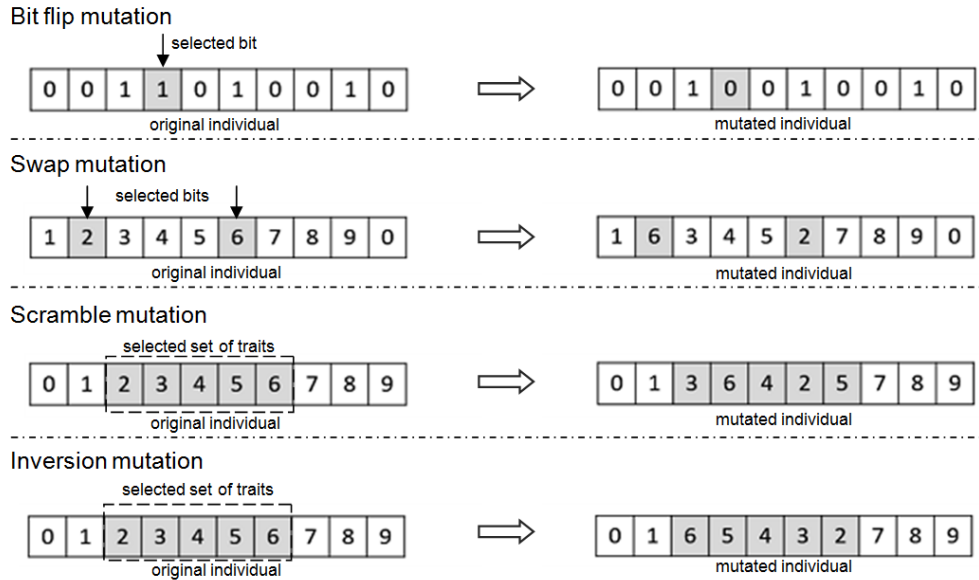 Bit flip mutation
selected bit
0 0 1 1 0 1 0 0 1 0
0 0 1 0 0 1 0 0 1 0
original individual
mutated individual
Swap mutation
selected bits
1 2 3 4 5 6 7 8 9 0
1 6 3 4 5 2 7 8 9 0
original individual
mutated individual
Scramble mutation
selected set of traits
0 1 2 3 4 5 6 7 8 9
0 1 3 6 4 2 5 7 8 9
original individual
mutated individual
Inversion mutation
selected set of traits
0 1 2 3 4 5 6 7 8 9
0 1 6 5 4 3 2 7 8 9
original individual
mutated individual